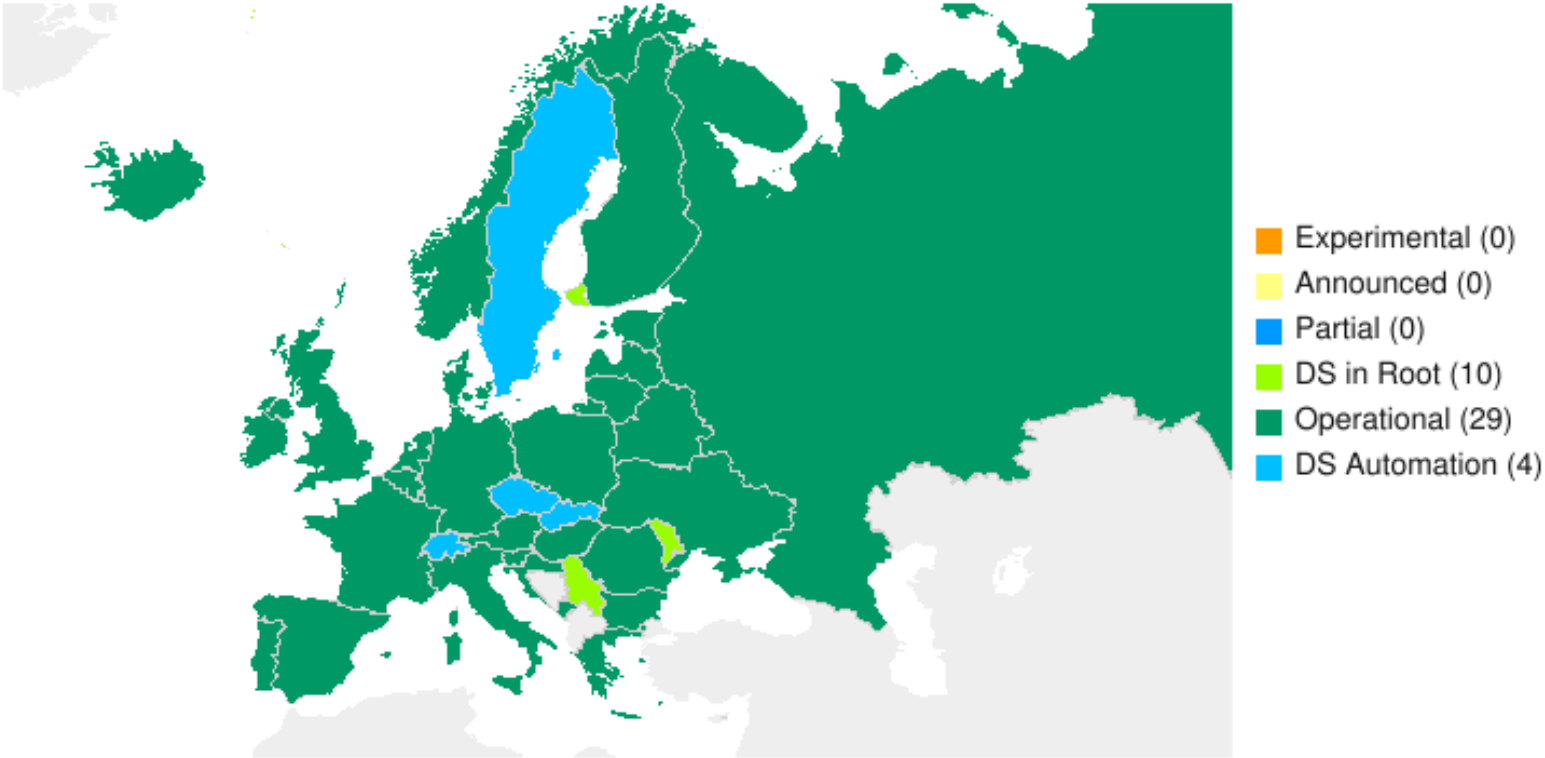 Experimental (0)
Announced (0)
Partial (0)
DS in Root (10)
Operational (29)
DS Automation (4)